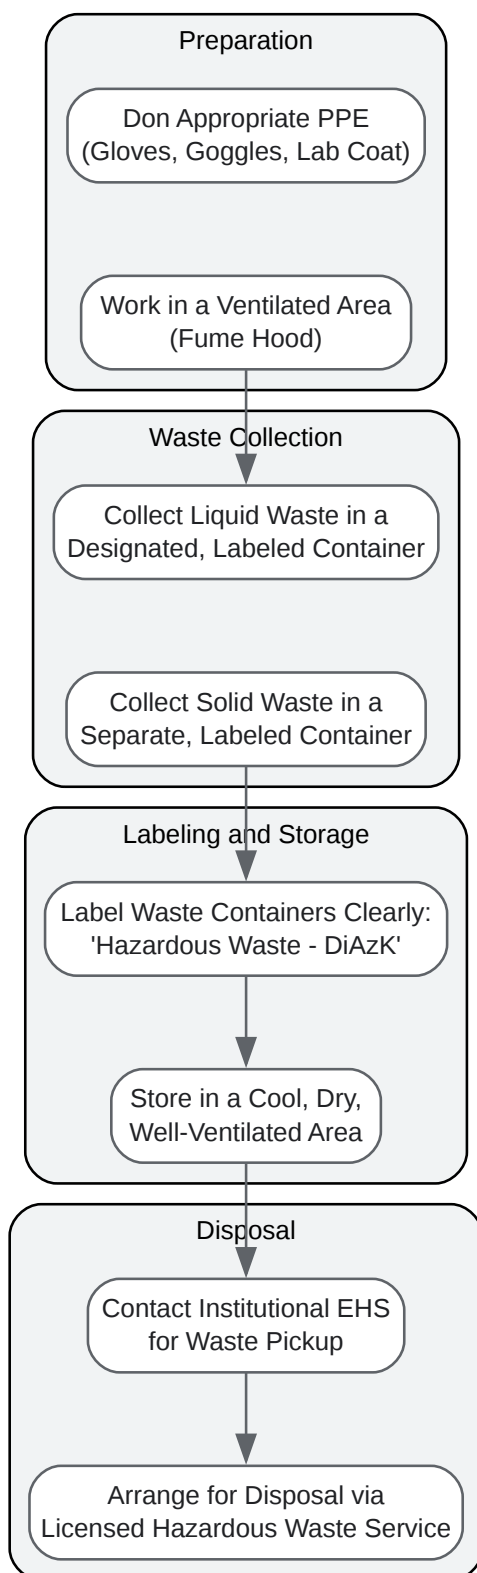 Preparation
Don Appropriate PPE
(Gloves, Goggles, Lab Coat)
Work in a Ventilated Area
(Fume Hood)
Waste Collection
Collect Liquid Waste in a
Designated, Labeled Container
Collect Solid Waste in a
Separate, Labeled Container
Labeling and Storage
Label Waste Containers Clearly:
'Hazardous Waste - DiAzK'
Store in a Cool, Dry,
Well-Ventilated Area
Disposal
Contact Institutional EHS
for Waste Pickup
Arrange for Disposal via
Licensed Hazardous Waste Service